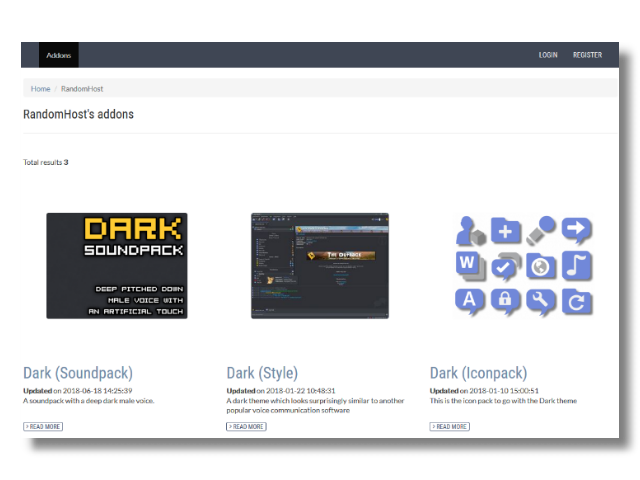 Addons
LOGIN REGISTER
Home / RandomHost
RandomHost's addons
Total results 3
DARK
SOUNDPACK
DEEP PITCHED DOWN
MALE VOICE WITH
AN ARTIFICIAL TOUCH
W
A
C
Dark (Soundpack)
Updated on 2018-06-18 14:25:39
A soundpack with a deep dark male voice.
> READ MORE
Dark (Style)
Updated on 2018-01-22 10:48:31
A dark theme which looks surprisingly similar to another
popular voice communication software
> READ MORE
Dark (Iconpack)
Updated on 2018-01-10 15:00:51
This is the icon pack to go with the Dark theme
> READ MORE